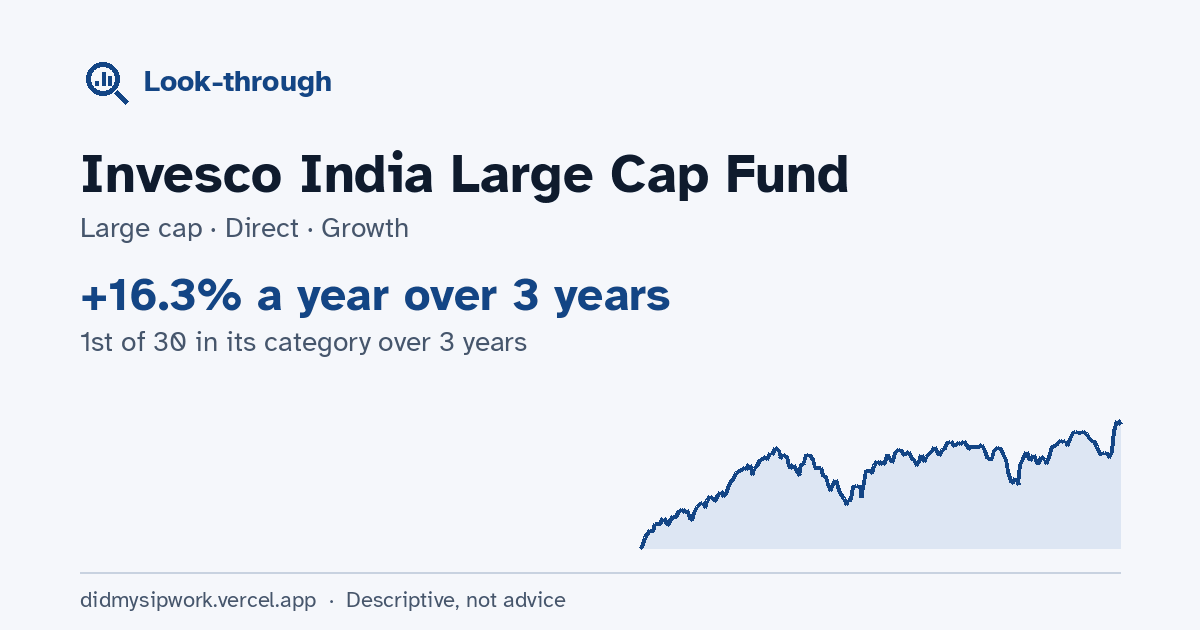 Look-through
Invesco India Large Cap Fund
Large cap · Direct · Growth
+16.3% a year over 3 years
1st of 30 in its category over 3 years
didmysipwork.vercel.app · Descriptive, not advice